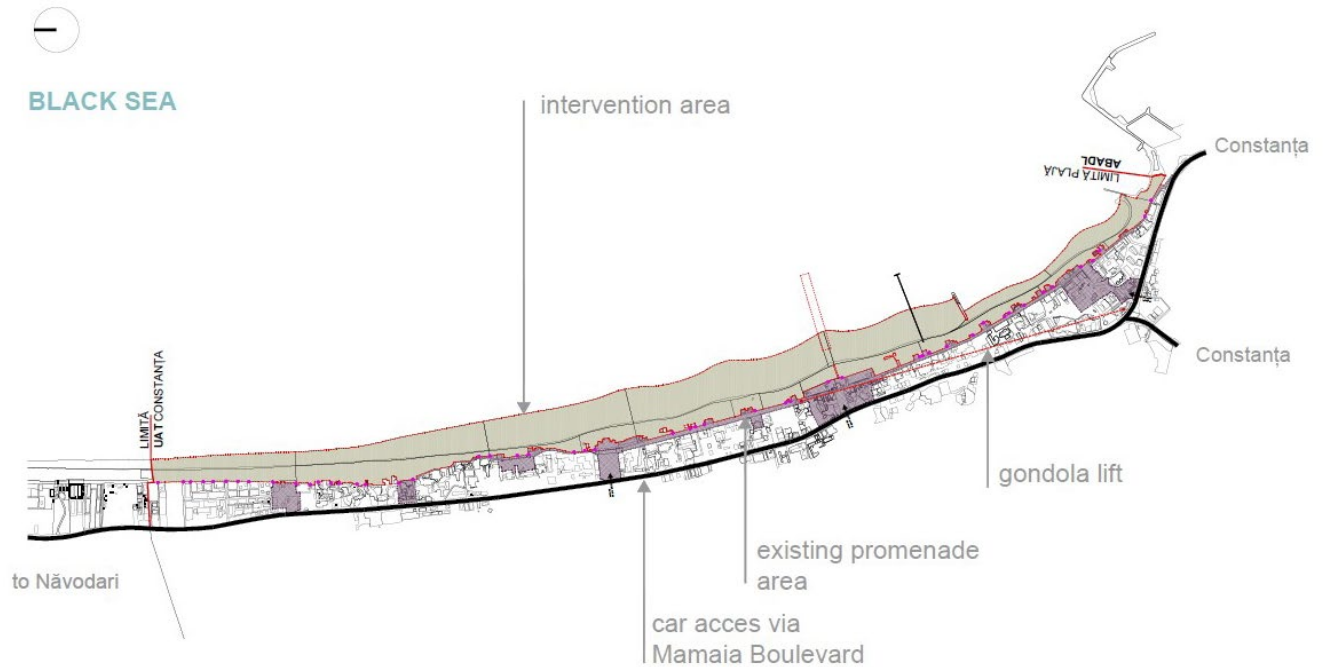 BLACK SEA
intervention area
Constanța
LIMITĂ PLAJĂ
ABADL
Constanța
LIMITĂ
UAT CONSTANȚA
gondola lift
existing promenade
area
to Năvodari
car acces via
Mamaia Boulevard